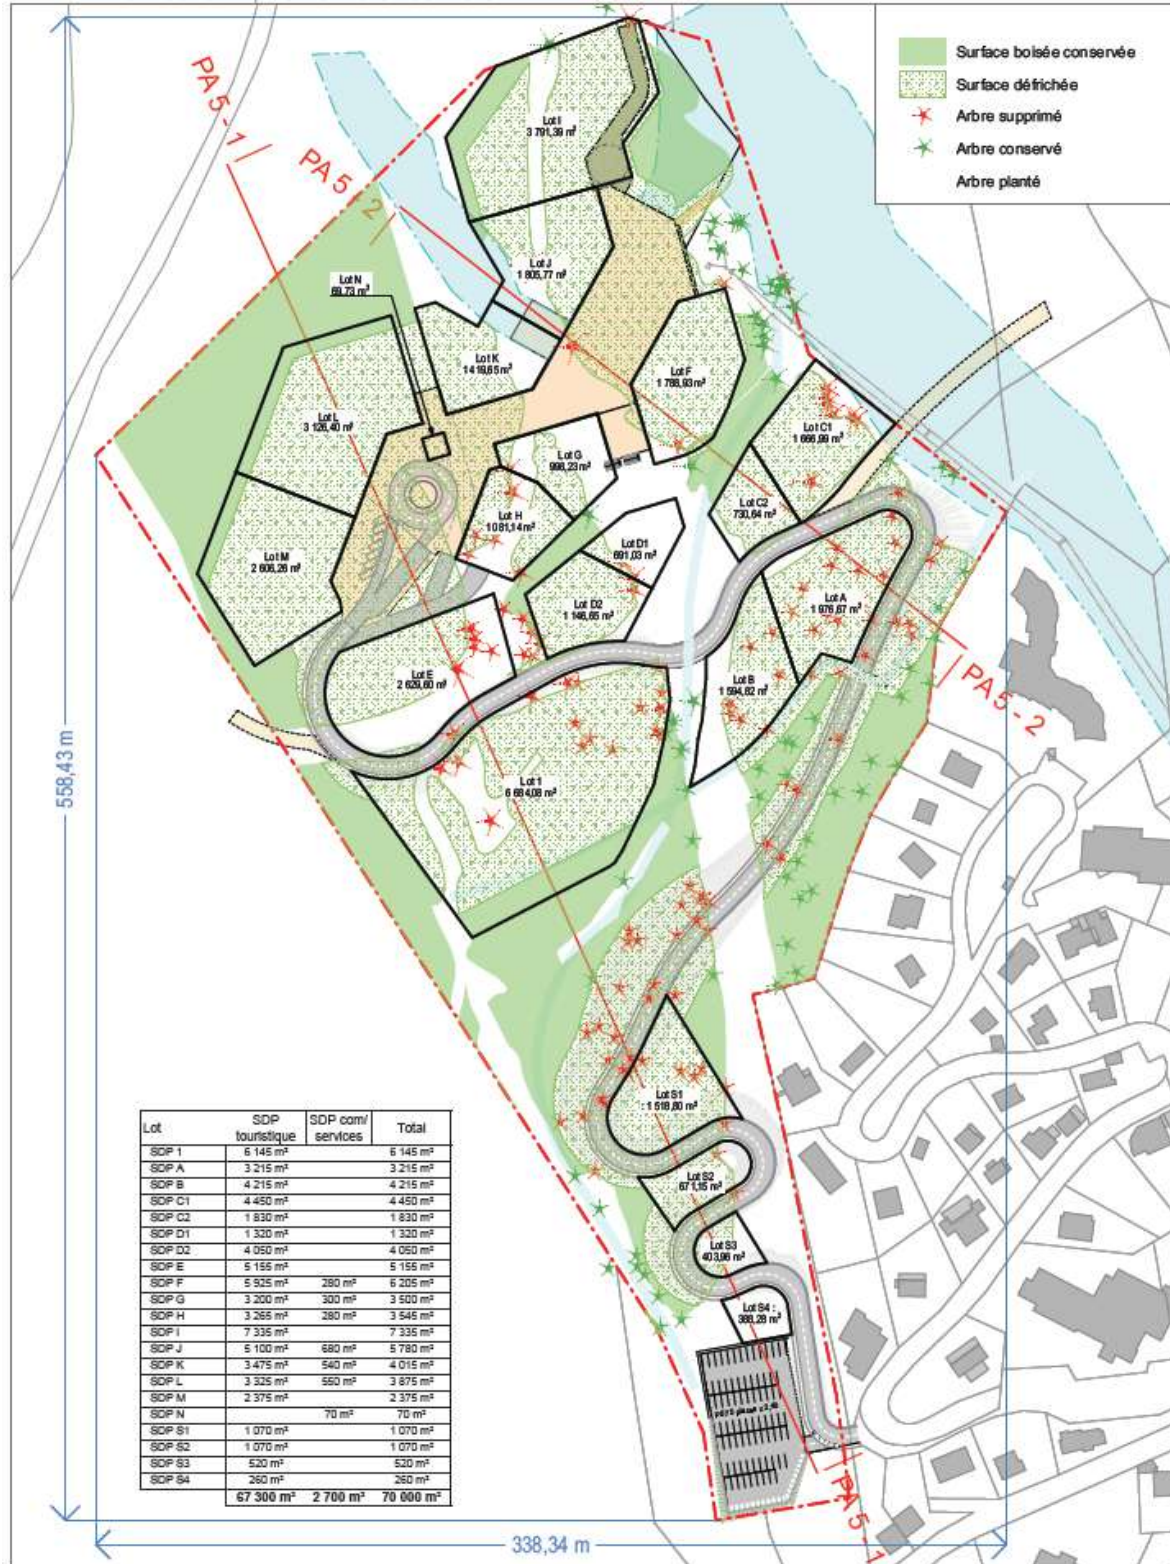 Surface boisée conservée
Surface défrichée
Arbre supprimé
Arbre conservé
Arbre planté
PA 5 - 1
PA 5 - 2
Lot I
3 791,39 m²
Lot J
1 805,77 m²
Lot N
69,73 m²
Lot K
1 419,65 m²
Lot F
1 788,93 m²
Lot L
3 126,40 m²
Lot C1
1 666,99 m²
Lot G
998,23 m²
Lot C2
730,64 m²
Lot H
1 081,14 m²
Lot D1
691,03 m²
Lot M
2 606,26 m²
Lot D2
1 146,65 m²
Lot A
1 976,67 m²
Lot E
2 629,60 m²
Lot B
1 594,62 m²
PA 5 - 2
558,43 m
Lot 1
6 684,08 m²
Lot S1
: 1 518,80 m²
Lot S2
671,15 m²
Lot S3
403,96 m²
Lot S4 :
388,28 m²
PA 5 - 1
338,34 m
Lot SDP touristique SDP com/ services Total
SDP 1 6 145 m² 6 145 m²
SDP A 3 215 m² 3 215 m²
SDP B 4 215 m² 4 215 m²
SDP C1 4 450 m² 4 450 m²
SDP C2 1 830 m² 1 830 m²
SDP D1 1 320 m² 1 320 m²
SDP D2 4 050 m² 4 050 m²
SDP E 5 155 m² 5 155 m²
SDP F 5 925 m² 280 m² 6 205 m²
SDP G 3 200 m² 300 m² 3 500 m²
SDP H 3 265 m² 280 m² 3 545 m²
SDP I 7 335 m² 7 335 m²
SDP J 5 100 m² 680 m² 5 780 m²
SDP K 3 475 m² 540 m² 4 015 m²
SDP L 3 325 m² 550 m² 3 875 m²
SDP M 2 375 m² 2 375 m²
SDP N 70 m² 70 m²
SDP S1 1 070 m² 1 070 m²
SDP S2 1 070 m² 1 070 m²
SDP S3 520 m² 520 m²
SDP S4 260 m² 260 m²
67 300 m² 2 700 m² 70 000 m²